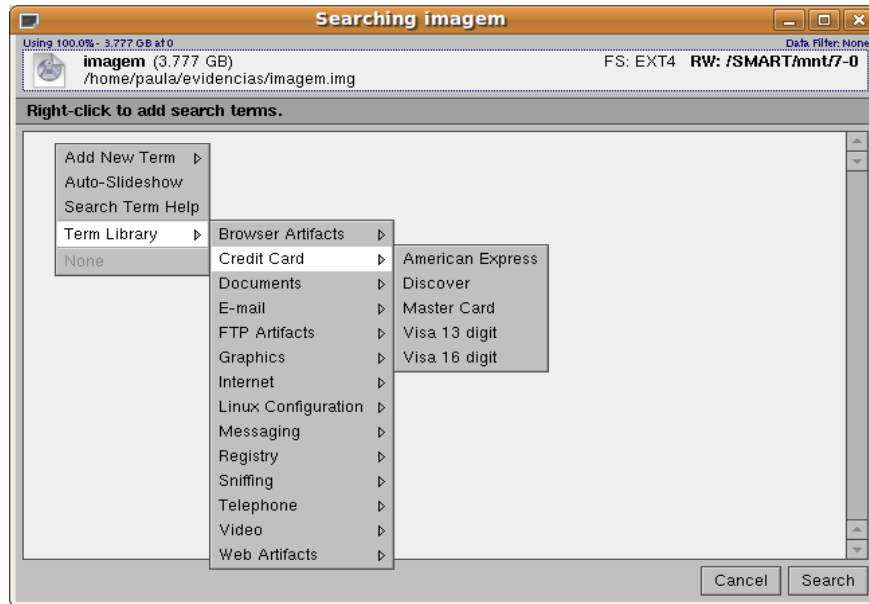 Searching imagem
Using 100.0% - 3.777 GB at 0
Data Filter: None
imagem (3.777 GB)
FS: EXT4 RW: /SMART/mnt/7-0
/home/paula/evidencias/imagem.img
Right-click to add search terms.
Add New Term
Auto-Slideshow
Search Term Help
Term Library
None
Browser Artifacts
Credit Card
Documents
E-mail
FTP Artifacts
Graphics
Internet
Linux Configuration
Messaging
Registry
Sniffing
Telephone
Video
Web Artifacts
American Express
Discover
Master Card
Visa 13 digit
Visa 16 digit
Cancel
Search